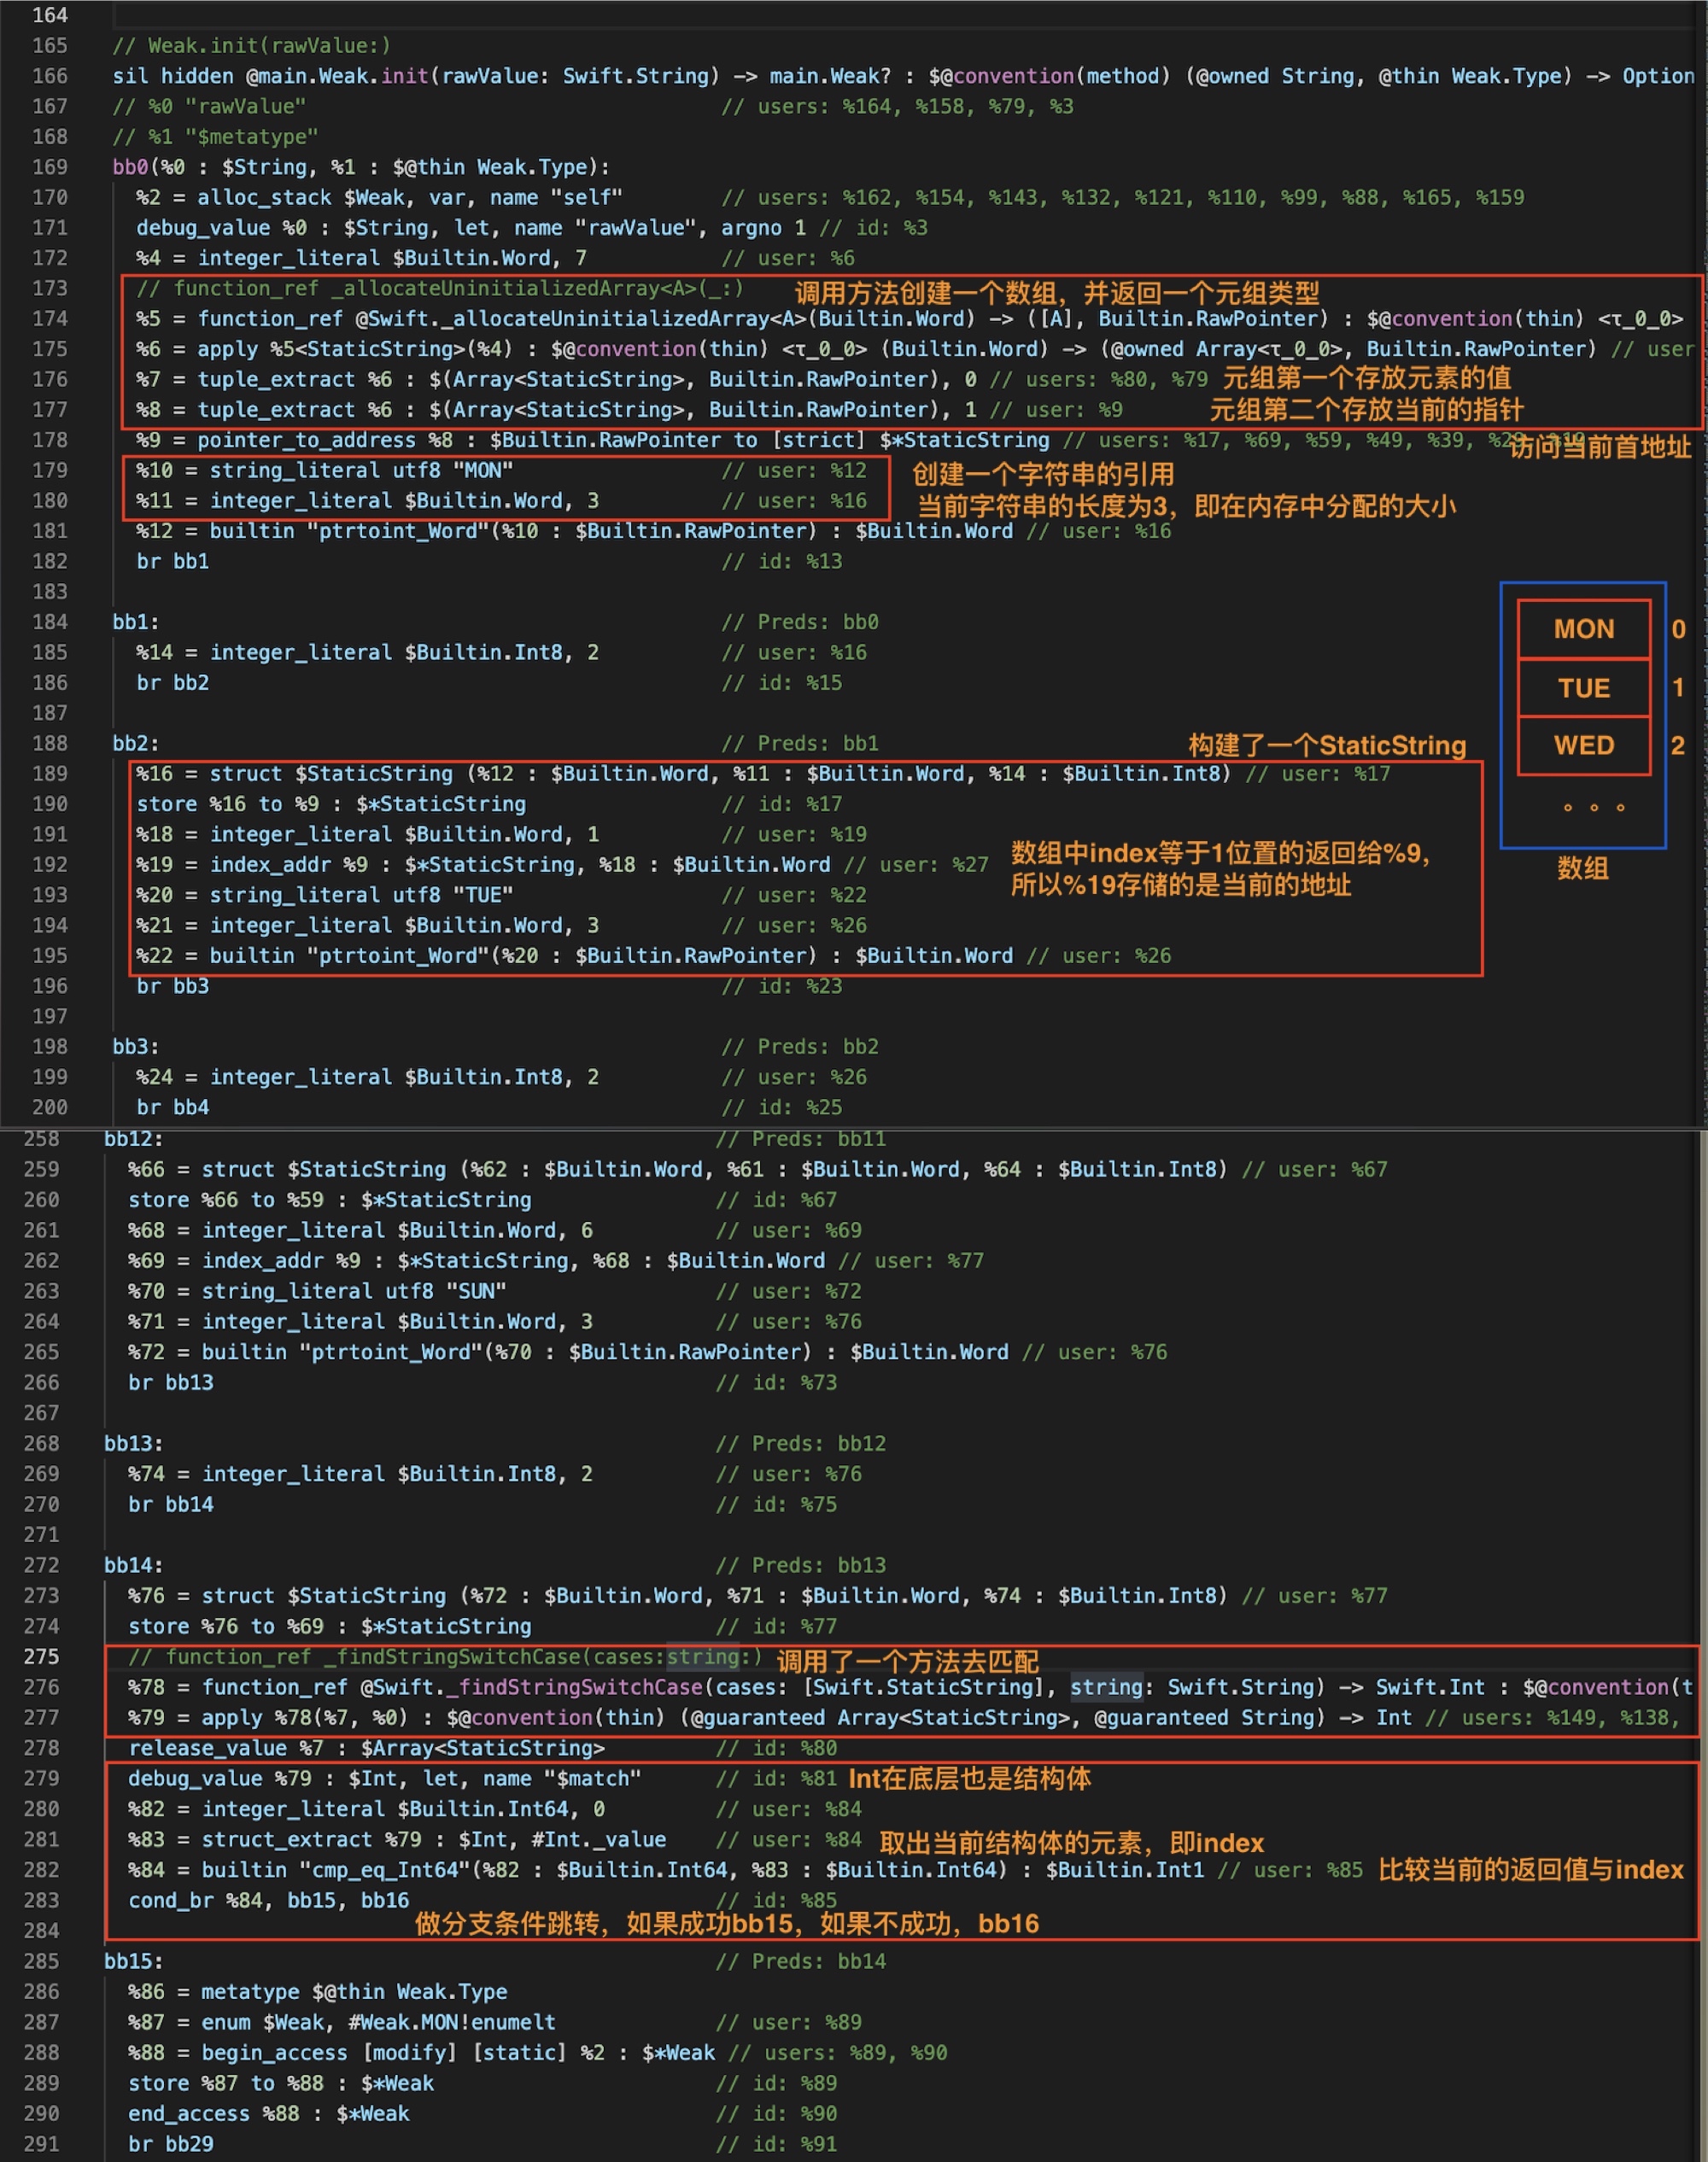 164
165 // Weak.init(rawValue:)
166 sil hidden @main.Weak.init(rawValue: Swift.String) -> main.Weak? : $@convention(method) (@owned String, @thin Weak.Type) -> Option
167 // %0 "rawValue" // users: %164, %158, %79, %3
168 // %1 "$metatype"
169 bb0(%0 : $String, %1 : $@thin Weak.Type):
170 %2 = alloc_stack $Weak, var, name "self" // users: %162, %154, %143, %132, %121, %110, %99, %88, %165, %159
171 debug_value %0 : $String, let, name "rawValue", argno 1 // id: %3
172 %4 = integer_literal $Builtin.Word, 7 // user: %6
173 // function_ref _allocateUninitializedArray<A>(_:) 调用方法创建一个数组，并返回一个元组类型
174 %5 = function_ref @Swift._allocateUninitializedArray<A>(Builtin.Word) -> ([A], Builtin.RawPointer) : $@convention(thin) <τ_0_0>
175 %6 = apply %5<StaticString>(%4) : $@convention(thin) <τ_0_0> (Builtin.Word) -> (@owned Array<τ_0_0>, Builtin.RawPointer) // user
176 %7 = tuple_extract %6 : $(Array<StaticString>, Builtin.RawPointer), 0 // users: %80, %79 元组第一个存放元素的值
177 %8 = tuple_extract %6 : $(Array<StaticString>, Builtin.RawPointer), 1 // user: %9 元组第二个存放当前的指针
178 %9 = pointer_to_address %8 : $Builtin.RawPointer to [strict] $*StaticString // users: %17, %69, %59, %49, %39, 访问当前首地址
179 %10 = string_literal utf8 "MON" // user: %12 创建一个字符串的引用
180 %11 = integer_literal $Builtin.Word, 3 // user: %16 当前字符串的长度为3，即在内存中分配的大小
181 %12 = builtin "ptrtoint_Word"(%10 : $Builtin.RawPointer) : $Builtin.Word // user: %16
182 br bb1 // id: %13
183
184 bb1: // Preds: bb0 MON 0
185 %14 = integer_literal $Builtin.Int8, 2 // user: %16
186 br bb2 // id: %15 TUE 1
187
188 bb2: // Preds: bb1 构建了一个StaticString WED 2
189 %16 = struct $StaticString (%12 : $Builtin.Word, %11 : $Builtin.Word, %14 : $Builtin.Int8) // user: %17
190 store %16 to %9 : $*StaticString // id: %17 。。。
191 %18 = integer_literal $Builtin.Word, 1 // user: %19
192 %19 = index_addr %9 : $*StaticString, %18 : $Builtin.Word // user: %27 数组中index等于1位置的返回给%9， 数组
193 %20 = string_literal utf8 "TUE" // user: %22 所以%19存储的是当前的地址
194 %21 = integer_literal $Builtin.Word, 3 // user: %26
195 %22 = builtin "ptrtoint_Word"(%20 : $Builtin.RawPointer) : $Builtin.Word // user: %26
196 br bb3 // id: %23
197
198 bb3: // Preds: bb2
199 %24 = integer_literal $Builtin.Int8, 2 // user: %26
200 br bb4 // id: %25
258 bb12: // Preds: bb11
259 %66 = struct $StaticString (%62 : $Builtin.Word, %61 : $Builtin.Word, %64 : $Builtin.Int8) // user: %67
260 store %66 to %59 : $*StaticString // id: %67
261 %68 = integer_literal $Builtin.Word, 6 // user: %69
262 %69 = index_addr %9 : $*StaticString, %68 : $Builtin.Word // user: %77
263 %70 = string_literal utf8 "SUN" // user: %72
264 %71 = integer_literal $Builtin.Word, 3 // user: %76
265 %72 = builtin "ptrtoint_Word"(%70 : $Builtin.RawPointer) : $Builtin.Word // user: %76
266 br bb13 // id: %73
267
268 bb13: // Preds: bb12
269 %74 = integer_literal $Builtin.Int8, 2 // user: %76
270 br bb14 // id: %75
271
272 bb14: // Preds: bb13
273 %76 = struct $StaticString (%72 : $Builtin.Word, %71 : $Builtin.Word, %74 : $Builtin.Int8) // user: %77
274 store %76 to %69 : $*StaticString // id: %77
275 // function_ref _findStringSwitchCase(cases:string:) 调用了一个方法去匹配
276 %78 = function_ref @Swift._findStringSwitchCase(cases: [Swift.StaticString], string: Swift.String) -> Swift.Int : $@convention(t
277 %79 = apply %78(%7, %0) : $@convention(thin) (@guaranteed Array<StaticString>, @guaranteed String) -> Int // users: %149, %138,
278 release_value %7 : $Array<StaticString> // id: %80
279 debug_value %79 : $Int, let, name "$match" // id: %81 Int在底层也是结构体
280 %82 = integer_literal $Builtin.Int64, 0 // user: %84
281 %83 = struct_extract %79 : $Int, #Int._value // user: %84 取出当前结构体的元素，即index
282 %84 = builtin "cmp_eq_Int64"(%82 : $Builtin.Int64, %83 : $Builtin.Int64) : $Builtin.Int1 // user: %85 比较当前的返回值与index
283 cond_br %84, bb15, bb16 // id: %85
284 做分支条件跳转，如果成功bb15，如果不成功，bb16
285 bb15: // Preds: bb14
286 %86 = metatype $@thin Weak.Type
287 %87 = enum $Weak, #Weak.MON!enumelt // user: %89
288 %88 = begin_access [modify] [static] %2 : $*Weak // users: %89, %90
289 store %87 to %88 : $*Weak // id: %89
290 end_access %88 : $*Weak // id: %90
291 br bb29 // id: %91